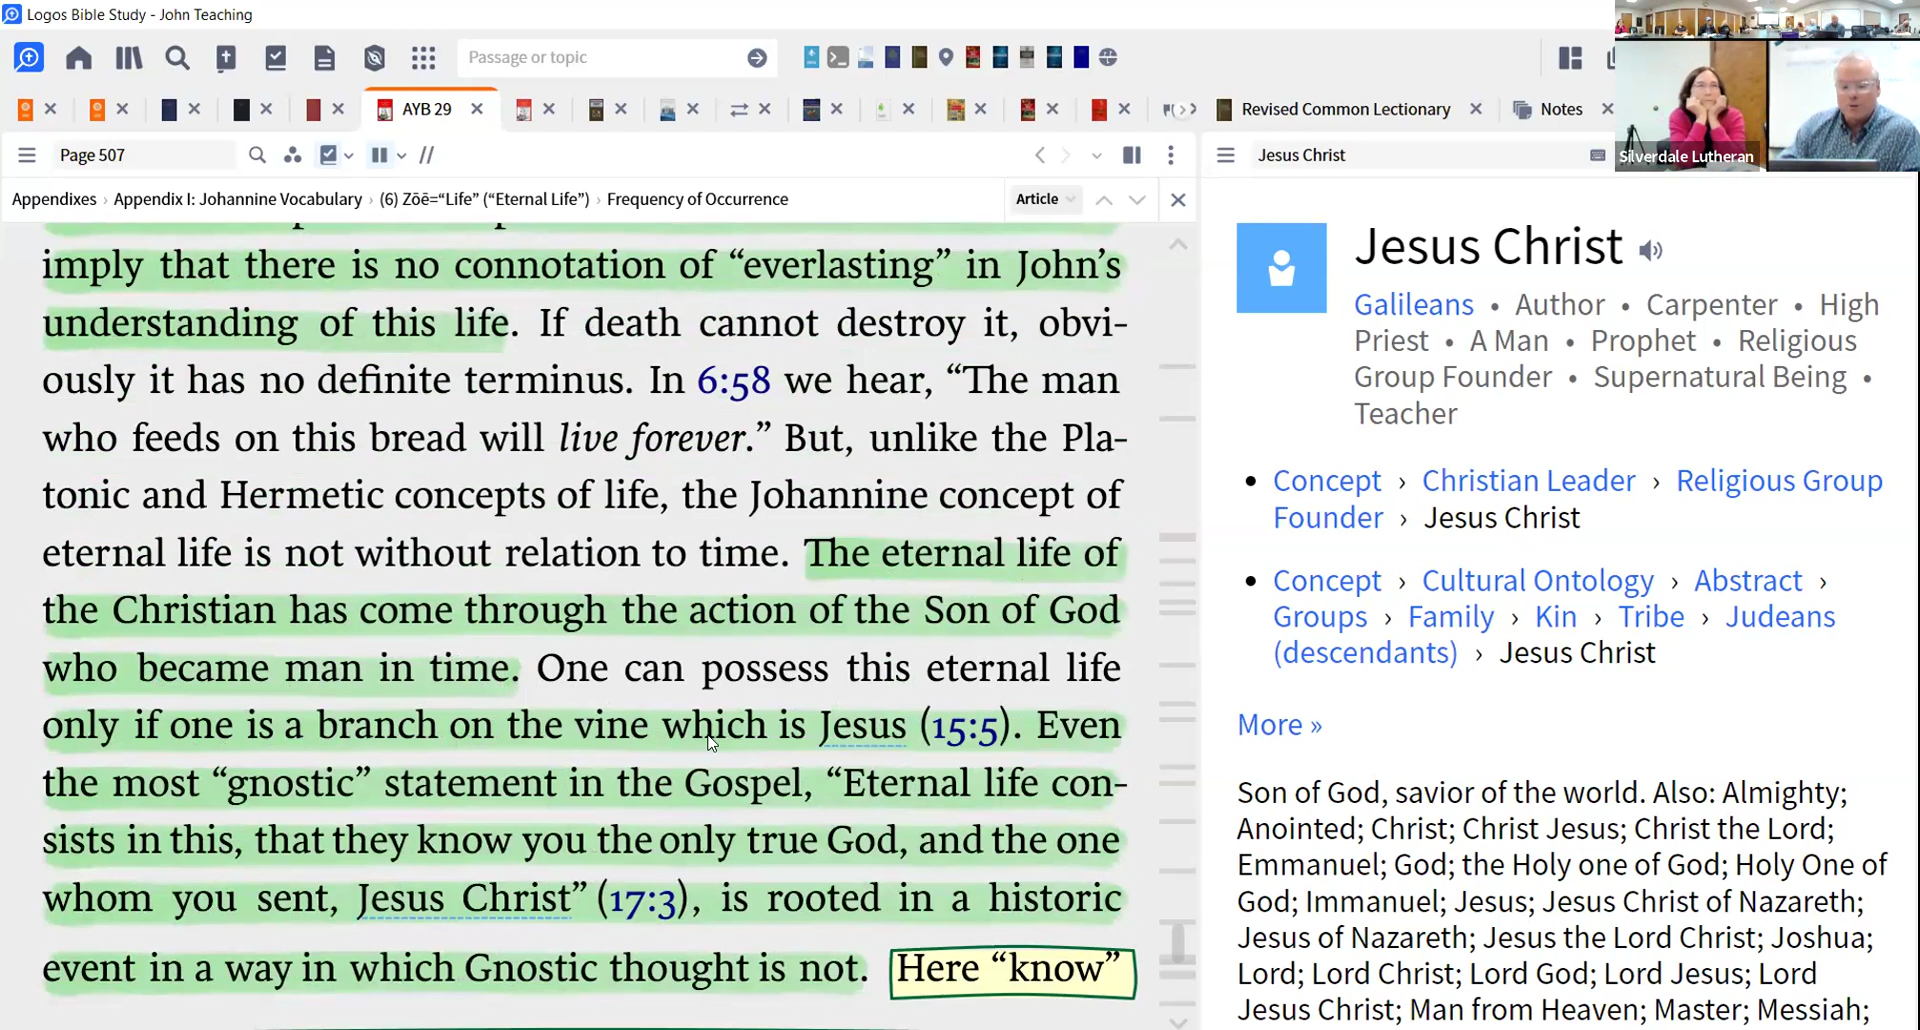 Logos Bible Study - John Teaching
Passage or topic
AYB 29
Revised Common Lectionary
Notes
Page 507
//
Appendixes › Appendix I: Johannine Vocabulary › (6) Zōē=“Life” (“Eternal Life”) › Frequency of Occurrence
Article
imply that there is no connotation of “everlasting” in John’s
understanding of this life. If death cannot destroy it, obvi-
ously it has no definite terminus. In 6:58 we hear, “The man
who feeds on this bread will live forever.” But, unlike the Pla-
tonic and Hermetic concepts of life, the Johannine concept of
eternal life is not without relation to time. The eternal life of
the Christian has come through the action of the Son of God
who became man in time. One can possess this eternal life
only if one is a branch on the vine which is Jesus (15:5). Even
the most “gnostic” statement in the Gospel, “Eternal life con-
sists in this, that they know you the only true God, and the one
whom you sent, Jesus Christ” (17:3), is rooted in a historic
event in a way in which Gnostic thought is not. Here “know”
Silverdale Lutheran
Jesus Christ
Jesus Christ
Galileans • Author • Carpenter • High
Priest • A Man • Prophet • Religious
Group Founder • Supernatural Being •
Teacher
• Concept › Christian Leader › Religious Group
Founder › Jesus Christ
• Concept › Cultural Ontology › Abstract ›
Groups › Family › Kin › Tribe › Judeans
(descendants) › Jesus Christ
More »
Son of God, savior of the world. Also: Almighty;
Anointed; Christ; Christ Jesus; Christ the Lord;
Emmanuel; God; the Holy one of God; Holy One of
God; Immanuel; Jesus; Jesus Christ of Nazareth;
Jesus of Nazareth; Jesus the Lord Christ; Joshua;
Lord; Lord Christ; Lord God; Lord Jesus; Lord
Jesus Christ; Man from Heaven; Master; Messiah;